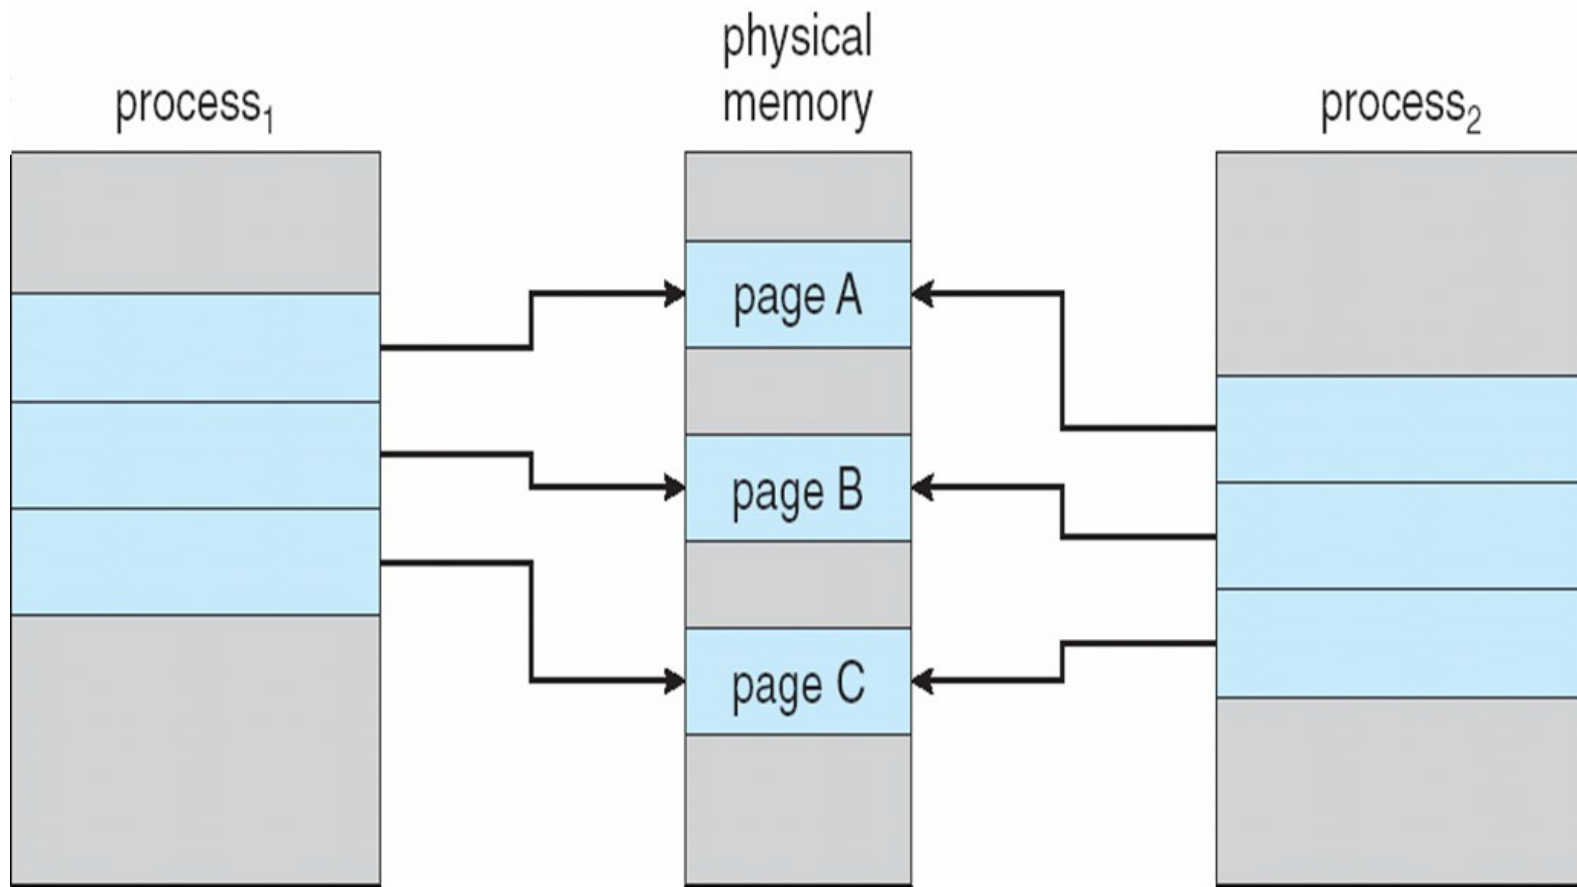 physical
memory
process₁
process₂
page A
page B
page C